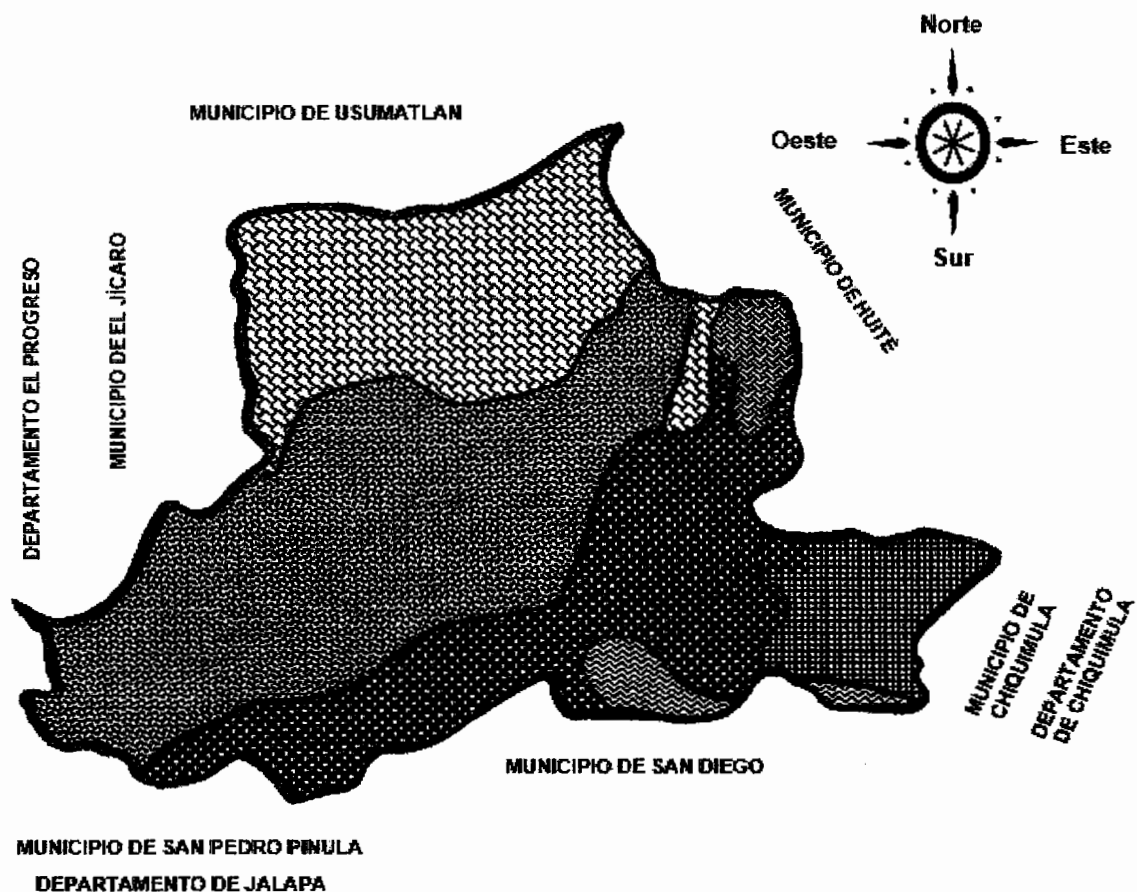 Norte
MUNICIPIO DE USUMATLAN
Oeste
Este
Sur
MUNICIPIO DE HUITÉ
DEPARTAMENTO EL PROGRESO
MUNICIPIO DE EL JÍCARO
MUNICIPIO DE
CHIQUIMULA
DEPARTAMENTO
DE CHIQUIMULA
MUNICIPIO DE SAN DIEGO
MUNICIPIO DE SAN PEDRO PINULA
DEPARTAMENTO DE JALAPA